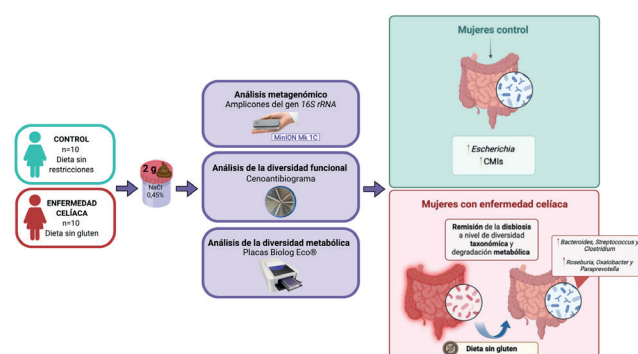 CONTROL
n=10
Dieta sin
restricciones
ENFERMEDAD
CELÍACA
n=10
Dieta sin gluten
2 g
NaCl
0,45%
Análisis metagenómico
Amplicones del gen 16S rRNA
MinION Mk 1C
Análisis de la diversidad funcional
Cenoantibiograma
Análisis de la diversidad metabólica
Placas Biolog Eco®
Mujeres control
↑ Escherichia
↑ CMIs
Mujeres con enfermedad celíaca
Remisión de la disbiosis
a nivel de diversidad
taxonómica y
degradación metabólica
↑ Bacteroides, Streptococcus y
Clostridium
↑ Roseburia, Oxalobacter y
Paraprevotella
Dieta sin gluten